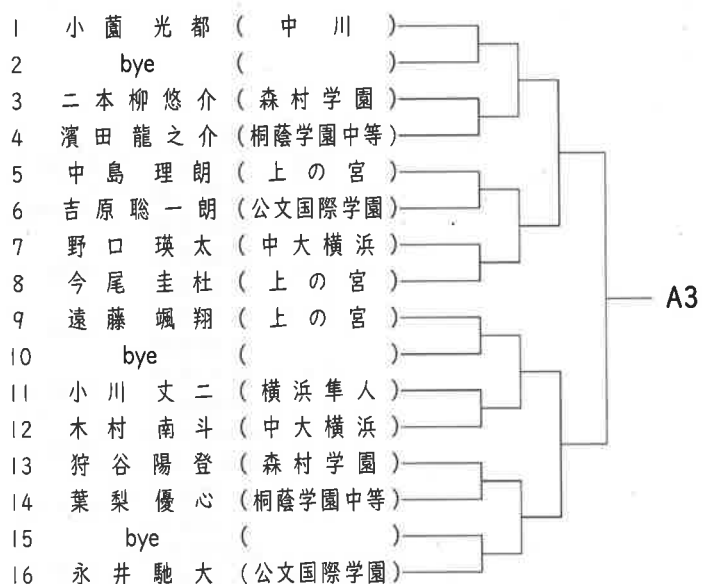 1 小薗 光都 ( 中川 )
2 bye ( )
3 二本柳悠介 ( 森村学園 )
4 濱田龍之介 (桐蔭学園中等)
5 中島 理朗 ( 上の宮 )
6 吉原聡一朗 (公文国際学園)
7 野口 瑛太 ( 中大横浜 )
8 今尾 圭杜 ( 上の宮 )
A3
9 遠藤 颯翔 ( 上の宮 )
10 bye ( )
11 小川 丈二 ( 横浜隼人 )
12 木村 南斗 ( 中大横浜 )
13 狩谷陽登 ( 森村学園 )
14 葉梨優心 (桐蔭学園中等)
15 bye ( )
16 永井 馳大 (公文国際学園)